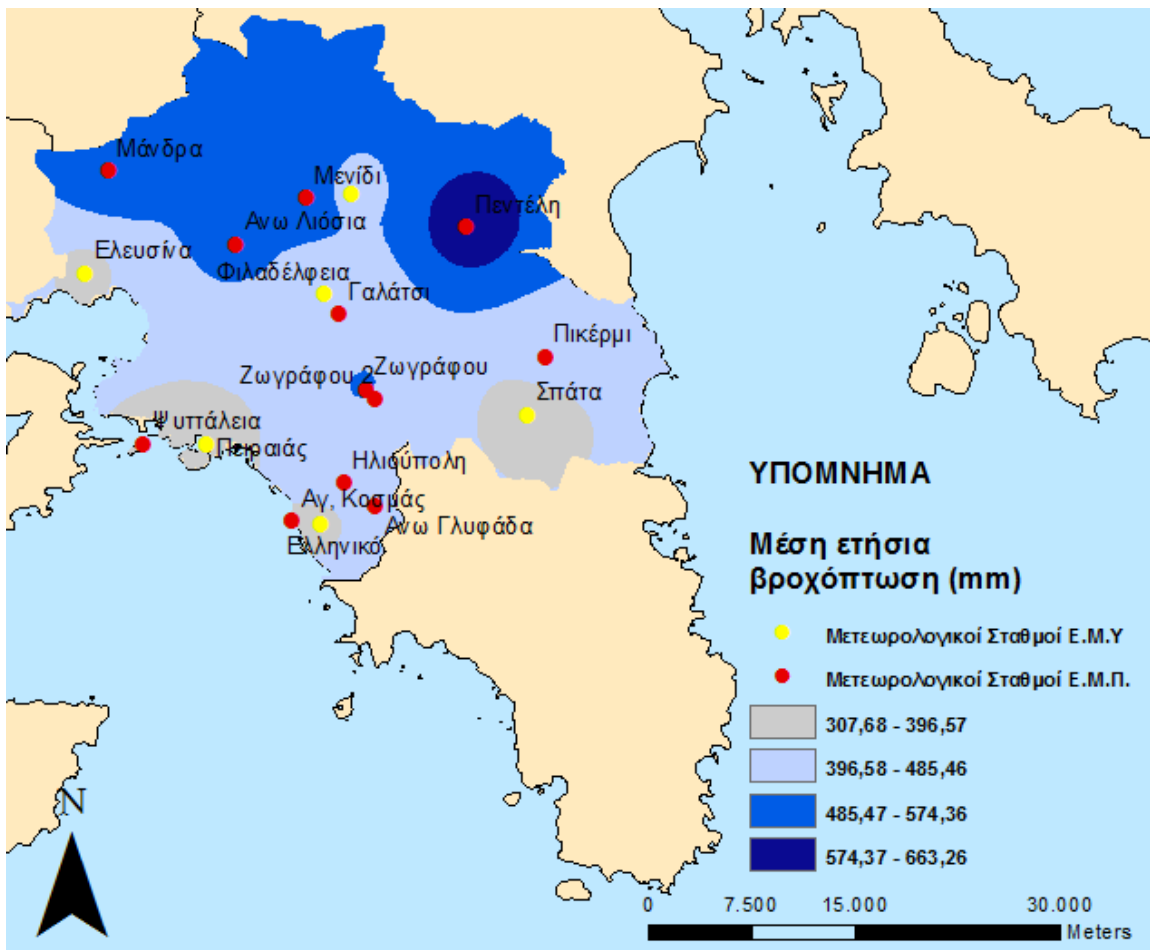 Μάνδρα
Μενίδι
Πεντέλη
Ανω Λιόσια
Ελευσίνα
Φιλαδέλφεια
Γαλάτσι
Πικέρμι
Ζωγράφου 2
Ζωγράφου
Σπάτα
Ψυττάλεια
Πειραιάς
Ηλιούπολη
Αγ, Κοσμάς
Ανω Γλυφάδα
Ελληνικό
ΥΠΟΜΝΗΜΑ
Μέση ετήσια
βροχόπτωση (mm)
Μετεωρολογικοί Σταθμοί Ε.Μ.Υ
Μετεωρολογικοί Σταθμοί Ε.Μ.Π.
307,68 - 396,57
396,58 - 485,46
485,47 - 574,36
574,37 - 663,26
N
0 7.500 15.000 30.000
Meters